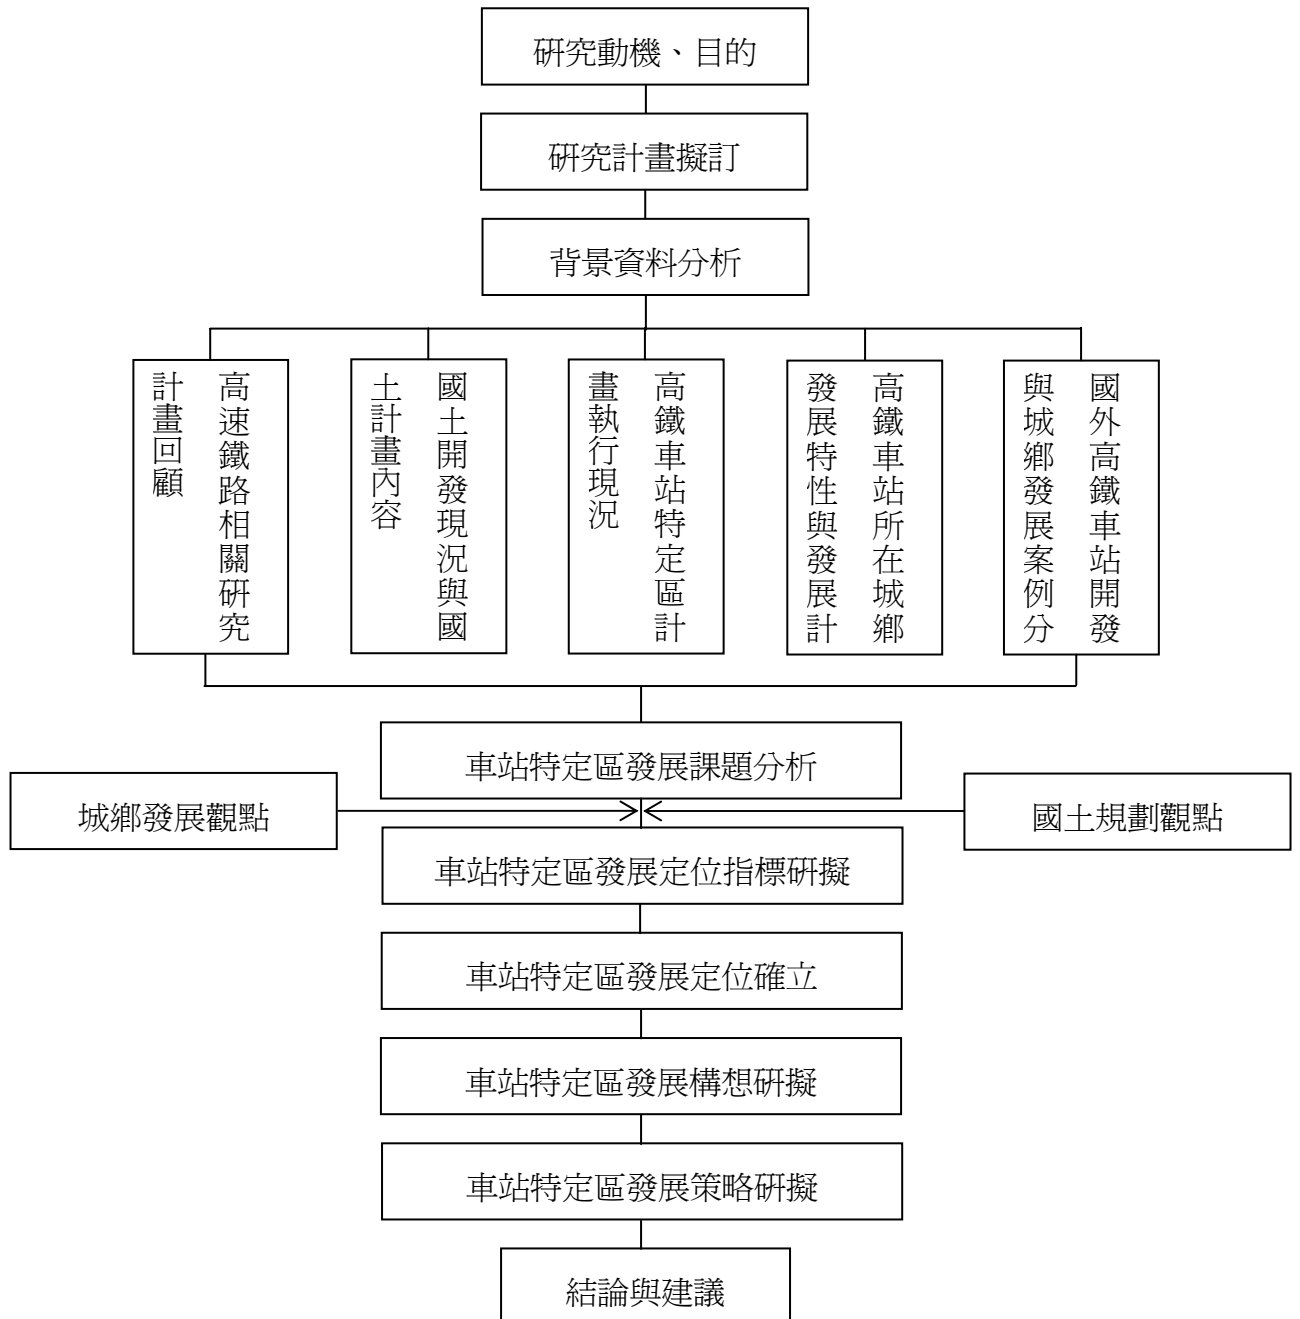 研究動機、目的
研究計畫擬訂
背景資料分析
高速鐵路相關研究
計畫回顧
國土開發現況與國
土計畫內容
高鐵車站特定區計
畫執行現況
高鐵車站所在城鄉
發展特性與發展計
國外高鐵車站開發
與城鄉發展案例分
車站特定區發展課題分析
城鄉發展觀點
國土規劃觀點
車站特定區發展定位指標研擬
車站特定區發展定位確立
車站特定區發展構想研擬
車站特定區發展策略研擬
結論與建議